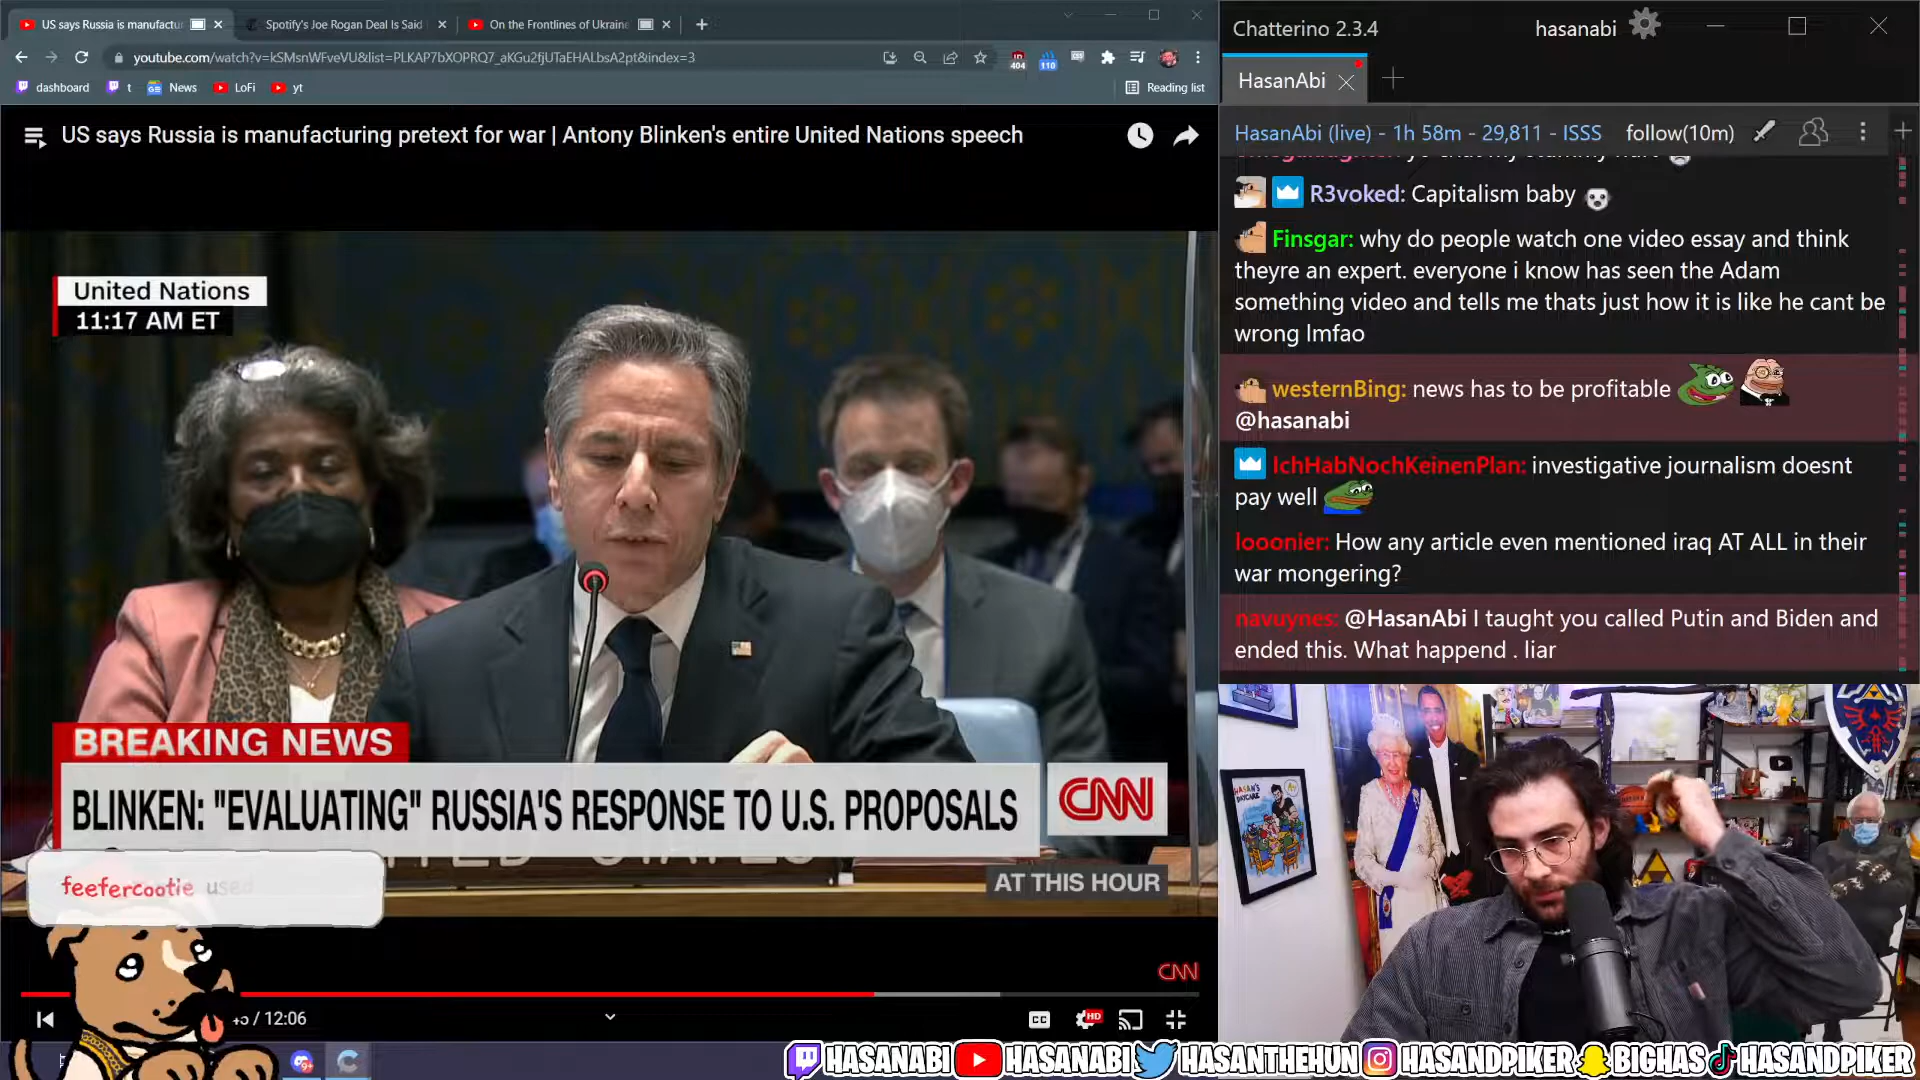 US says Russia is manufactu
Spotify's Joe Rogan Deal Is Said
On the Frontlines of Ukrain
youtube.com/watch?v=kSMsnWFveVU&list=PLKAP7bXOPRQ7_aKGu2fjUTaEHALbsA2pt&index=3
404
110
dashboard
t
News
LoFi
yt
Reading list
US says Russia is manufacturing pretext for war | Antony Blinken's entire United Nations speech
United Nations
11:17 AM ET
BREAKING NEWS
BLINKEN: "EVALUATING" RUSSIA'S RESPONSE TO U.S. PROPOSALS
CNN
AT THIS HOUR
feefercootie used
CNN
/ 12:06
CC
HD
Chatterino 2.3.4
hasanabi
HasanAbi
HasanAbi (live) - 1h 58m - 29,811 - ISSS
follow(10m)
R3voked: Capitalism baby
Finsgar: why do people watch one video essay and think
theyre an expert. everyone i know has seen the Adam
something video and tells me thats just how it is like he cant be
wrong lmfao
westernBing: news has to be profitable
@hasanabi
IchHabNochKeinenPlan: investigative journalism doesnt
pay well
looonier: How any article even mentioned iraq AT ALL in their
war mongering?
navuynes: @HasanAbi I taught you called Putin and Biden and
ended this. What happend . liar
HASAN'S
DAYCARE
HASANABI
HASANABI
HASANTHEHUN
HASANDPIKER
BIGHAS
HASANDPIKER